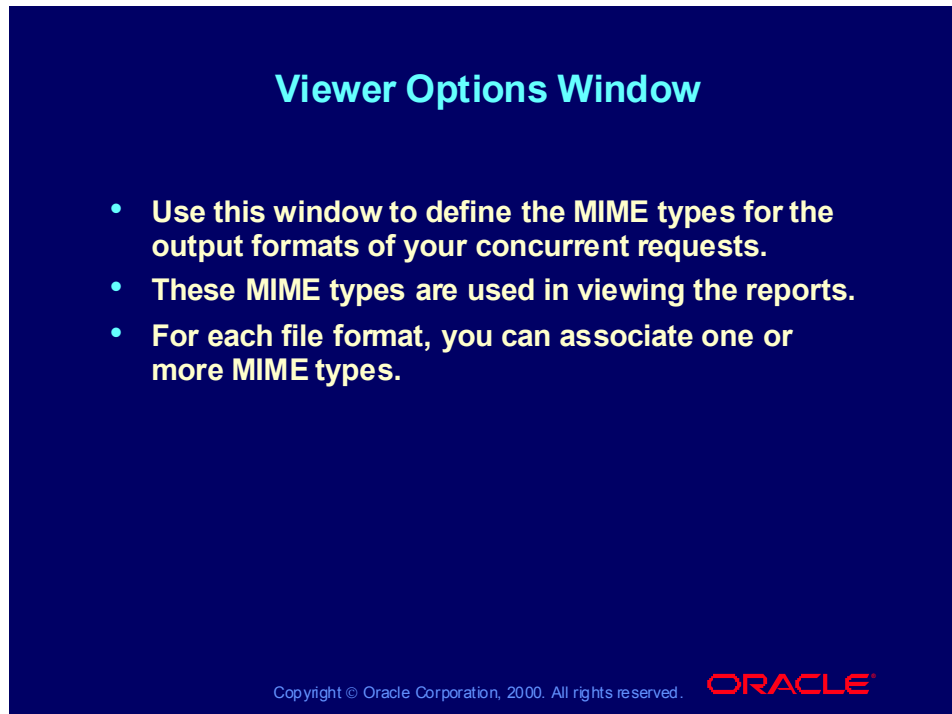 Viewer Options Window
• Use this window to define the MIME types for the
output formats of your concurrent requests.
• These MIME types are used in viewing the reports.
• For each file format, you can associate one or
more MIME types.
Copyright © Oracle Corporation, 2000. All rights reserved. ORACLE®